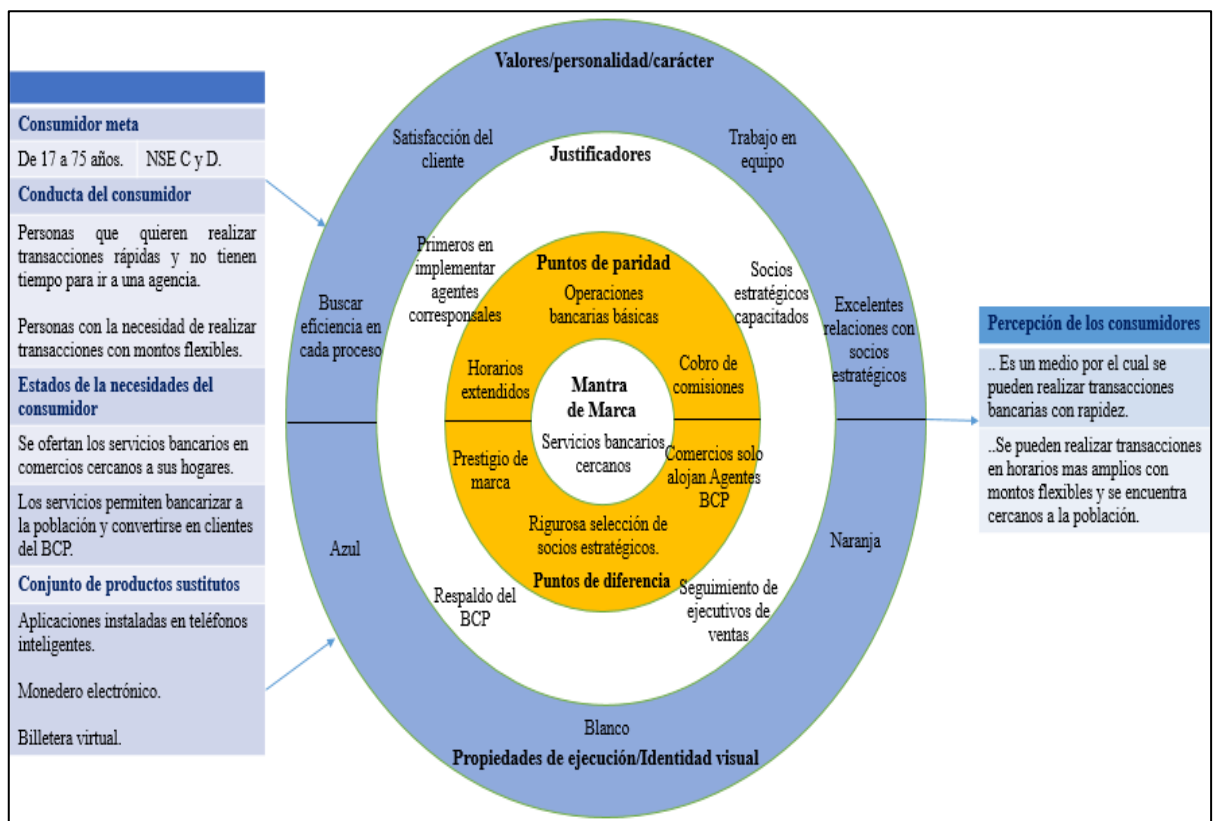 Consumidor meta
De 17 a 75 años. NSE C y D.
Conducta del consumidor
Personas que quieren realizar
transacciones rápidas y no tienen
tiempo para ir a una agencia.
Personas con la necesidad de realizar
transacciones con montos flexibles.
Estados de la necesidades del
consumidor
Se ofertan los servicios bancarios en
comercios cercanos a sus hogares.
Los servicios permiten bancarizar a
la población y convertirse en clientes
del BCP.
Conjunto de productos sustitutos
Aplicaciones instaladas en teléfonos
inteligentes.
Monedero electrónico.
Billetera virtual.
Valores/personalidad/carácter
Satisfacción del
cliente
Trabajo en
equipo
Buscar
eficiencia en
cada proceso
Excelentes
relaciones con
socios
estratégicos
Justificadores
Primeros en
implementar
agentes
corresponsales
Socios
estratégicos
capacitados
Puntos de paridad
Operaciones
bancarias básicas
Horarios
extendidos
Cobro de
comisiones
Mantra
de Marca
Servicios bancarios
cercanos
Prestigio de
marca
Comercios solo
alojan Agentes
BCP
Rigurosa selección de
socios estratégicos.
Puntos de diferencia
Respaldo del
BCP
Seguimiento de
ejecutivos de
ventas
Azul
Naranja
Blanco
Propiedades de ejecución/Identidad visual
Percepción de los consumidores
.. Es un medio por el cual se
pueden realizar transacciones
bancarias con rapidez.
..Se pueden realizar transacciones
en horarios mas amplios con
montos flexibles y se encuentra
cercanos a la población.